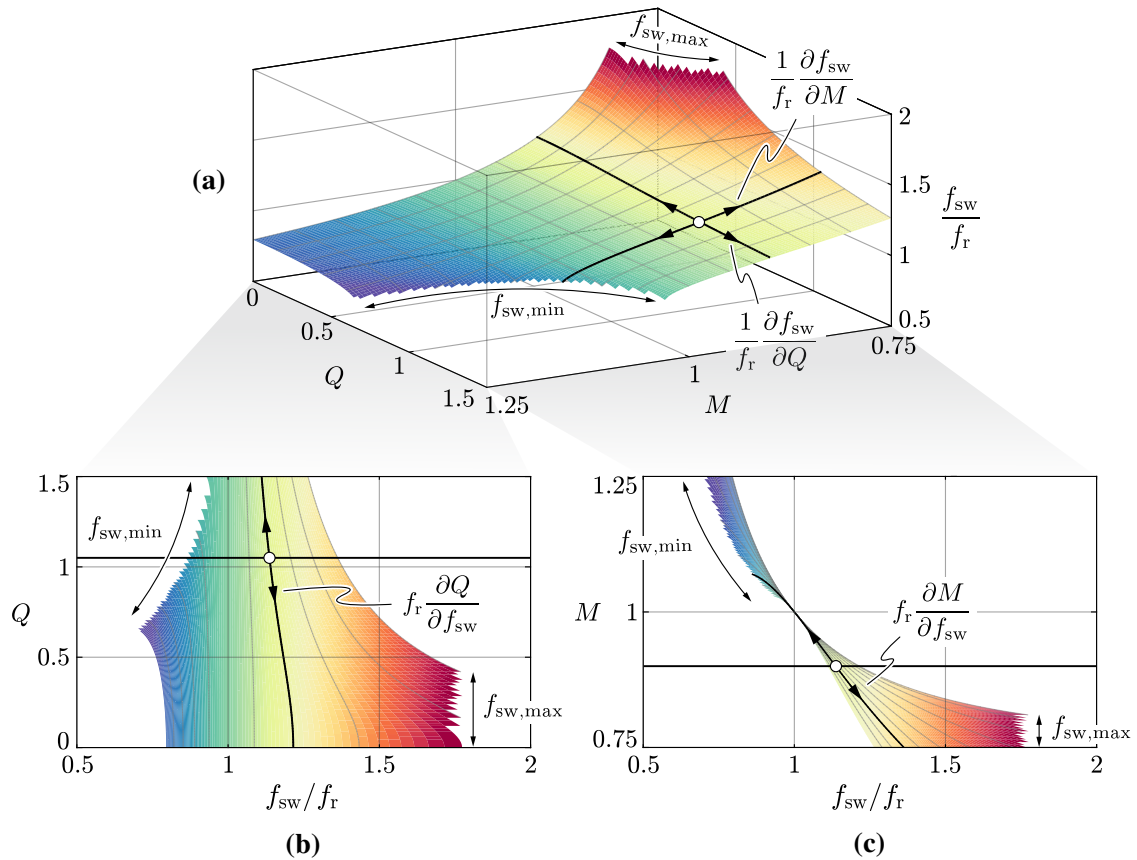 f_sw,max
1/f_r ∂f_sw/∂M
2
(a)
1.5
f_sw/f_r
1
0
f_sw,min
0.5
0.5
1/f_r ∂f_sw/∂Q
0.75
Q
1
1
1.5
1.25
M
1.5
f_sw,min
1
Q
f_r ∂Q/∂f_sw
0.5
f_sw,max
0
0.5
1
1.5
2
f_sw/f_r
(b)
1.25
f_sw,min
M
1
f_r ∂M/∂f_sw
f_sw,max
0.75
0.5
1
1.5
2
f_sw/f_r
(c)